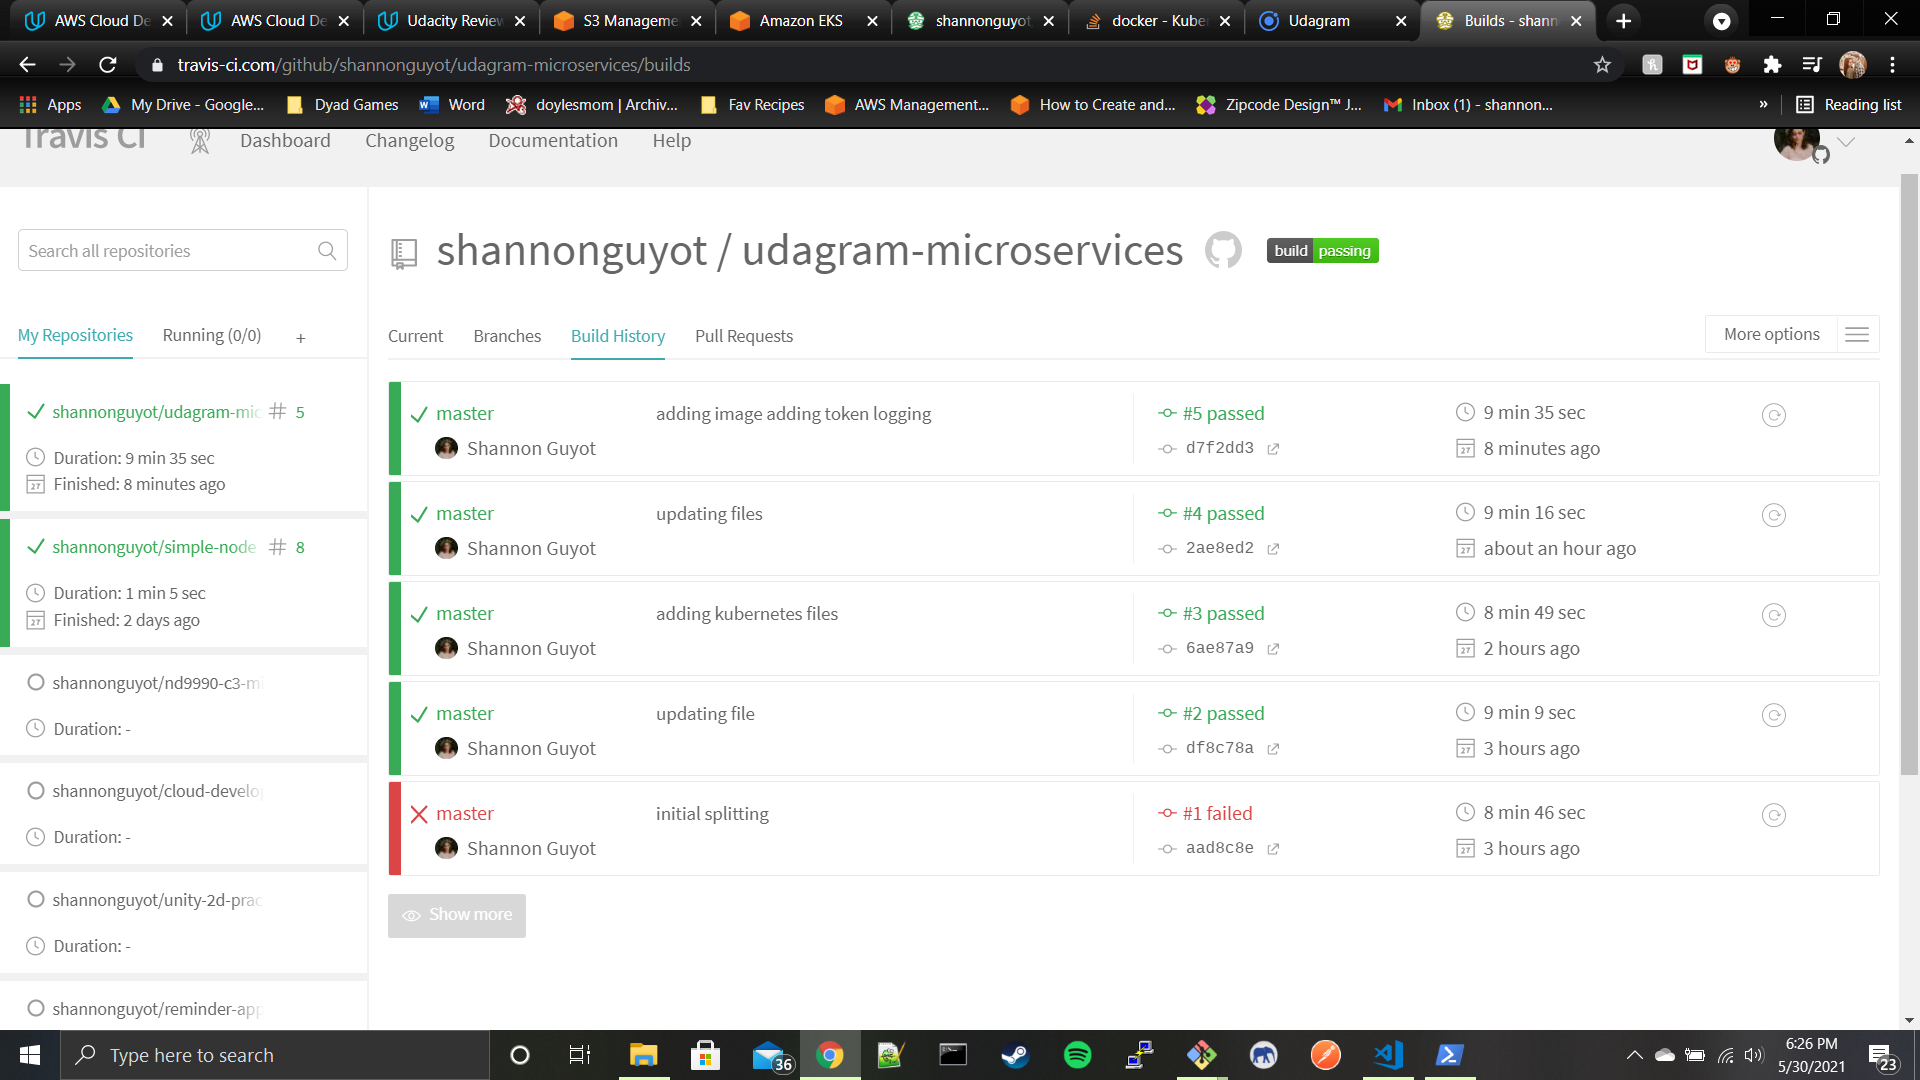 AWS Cloud De
AWS Cloud De
Udacity Review
S3 Manageme
Amazon EKS
shannonguyot
docker - Kube
Udagram
Builds - shann
travis-ci.com/github/shannonguyot/udagram-microservices/builds
Apps
My Drive - Google...
Dyad Games
Word
doylesmom | Archiv...
Fav Recipes
AWS Management...
How to Create and...
Zipcode Design™ J...
Inbox (1) - shannon...
»
Reading list
Travis CI
Dashboard
Changelog
Documentation
Help
Search all repositories
shannonguyot / udagram-microservices
build passing
My Repositories
Running (0/0)
+
Current
Branches
Build History
Pull Requests
More options
shannonguyot/udagram-mic # 5
Duration: 9 min 35 sec
Finished: 8 minutes ago
shannonguyot/simple-node # 8
Duration: 1 min 5 sec
Finished: 2 days ago
shannonguyot/nd9990-c3-mi
Duration: -
shannonguyot/cloud-develop
Duration: -
shannonguyot/unity-2d-prac
Duration: -
shannonguyot/reminder-app
master
adding image adding token logging
#5 passed
9 min 35 sec
Shannon Guyot
d7f2dd3
8 minutes ago
master
updating files
#4 passed
9 min 16 sec
Shannon Guyot
2ae8ed2
about an hour ago
master
adding kubernetes files
#3 passed
8 min 49 sec
Shannon Guyot
6ae87a9
2 hours ago
master
updating file
#2 passed
9 min 9 sec
Shannon Guyot
df8c78a
3 hours ago
master
initial splitting
#1 failed
8 min 46 sec
Shannon Guyot
aad8c8e
3 hours ago
Show more
Type here to search
36
6:26 PM
5/30/2021
23